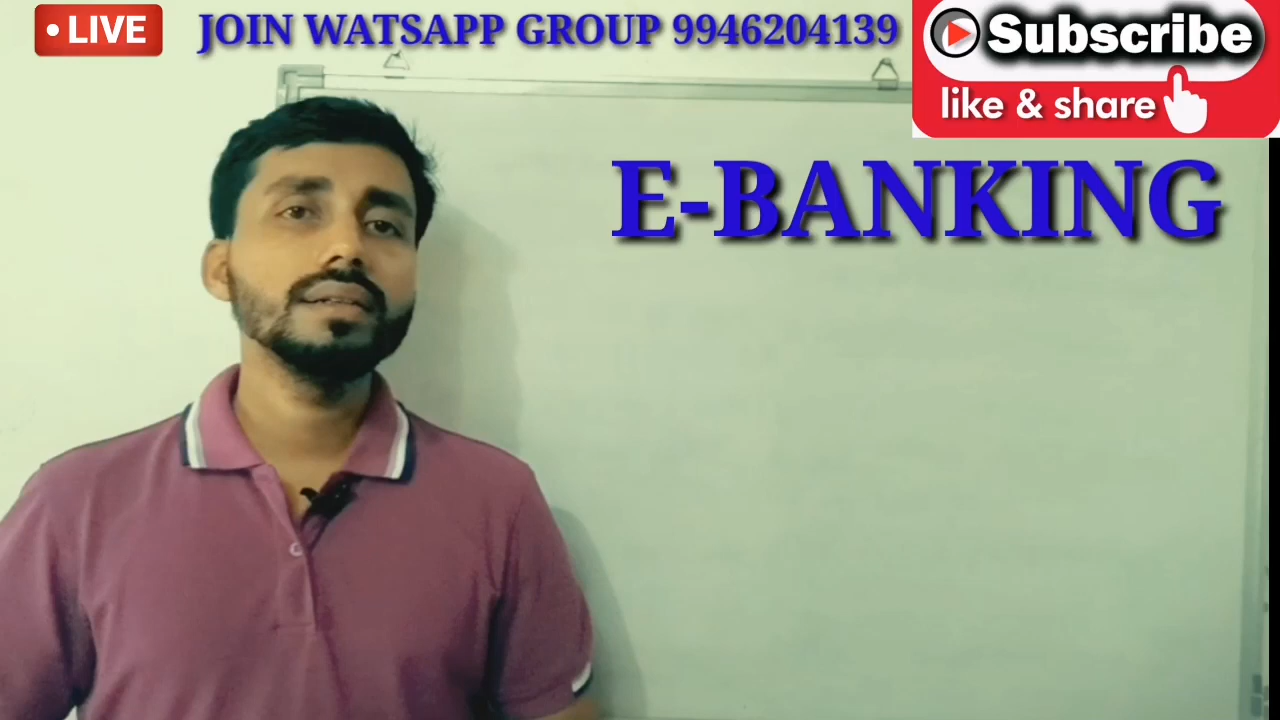 LIVE
JOIN WATSAPP GROUP 9946204139
Subscribe
like & share
E-BANKING